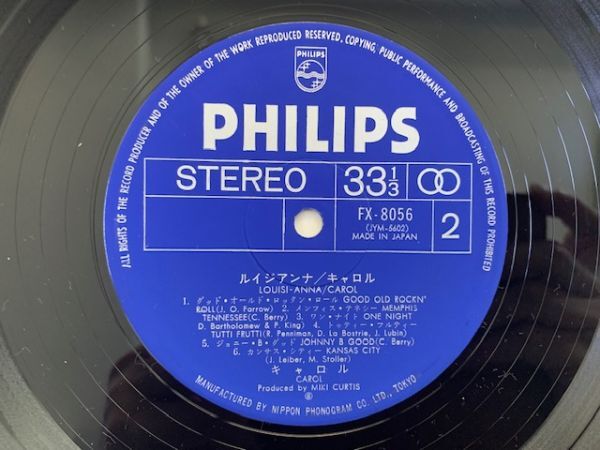 ALL RIGHTS OF THE RECORD PRODUCER AND OF THE OWNER OF THE WORK REPRODUCED RESERVED, COPYING, PUBLIC PERFORMANCE AND BROADCASTING OF THIS RECORD PROHIBITED
PHILIPS
PHILIPS
STEREO
33 1/3
FX-8056
(JYM-5602)
MADE IN JAPAN
2
ルイジアンナ/キャロル
LOUISI-ANNA/CAROL
1. グッド・オールド・ロックン・ロール GOOD OLD ROCKN'
ROLL(J. O. Farrow) 2. メンフィス・テネシー MEMPHIS
TENNESSEE(C. Berry) 3. ワン・ナイト ONE NIGHT
D. Bartholomew & P. King) 4. トゥティー・フルティー
TUTTI FRUTTI(R. Penniman, D. La Bostrie, J. Lubin)
5. ジョニー・B・グッド JOHNNY B GOOD(C. Berry)
6. カンサス・シティー KANSAS CITY
(J. Leiber, M. Stoller)
キャロル
CAROL
Produced by MIKI CURTIS
MANUFACTURED BY NIPPON PHONOGRAM CO. LTD., TOKYO.